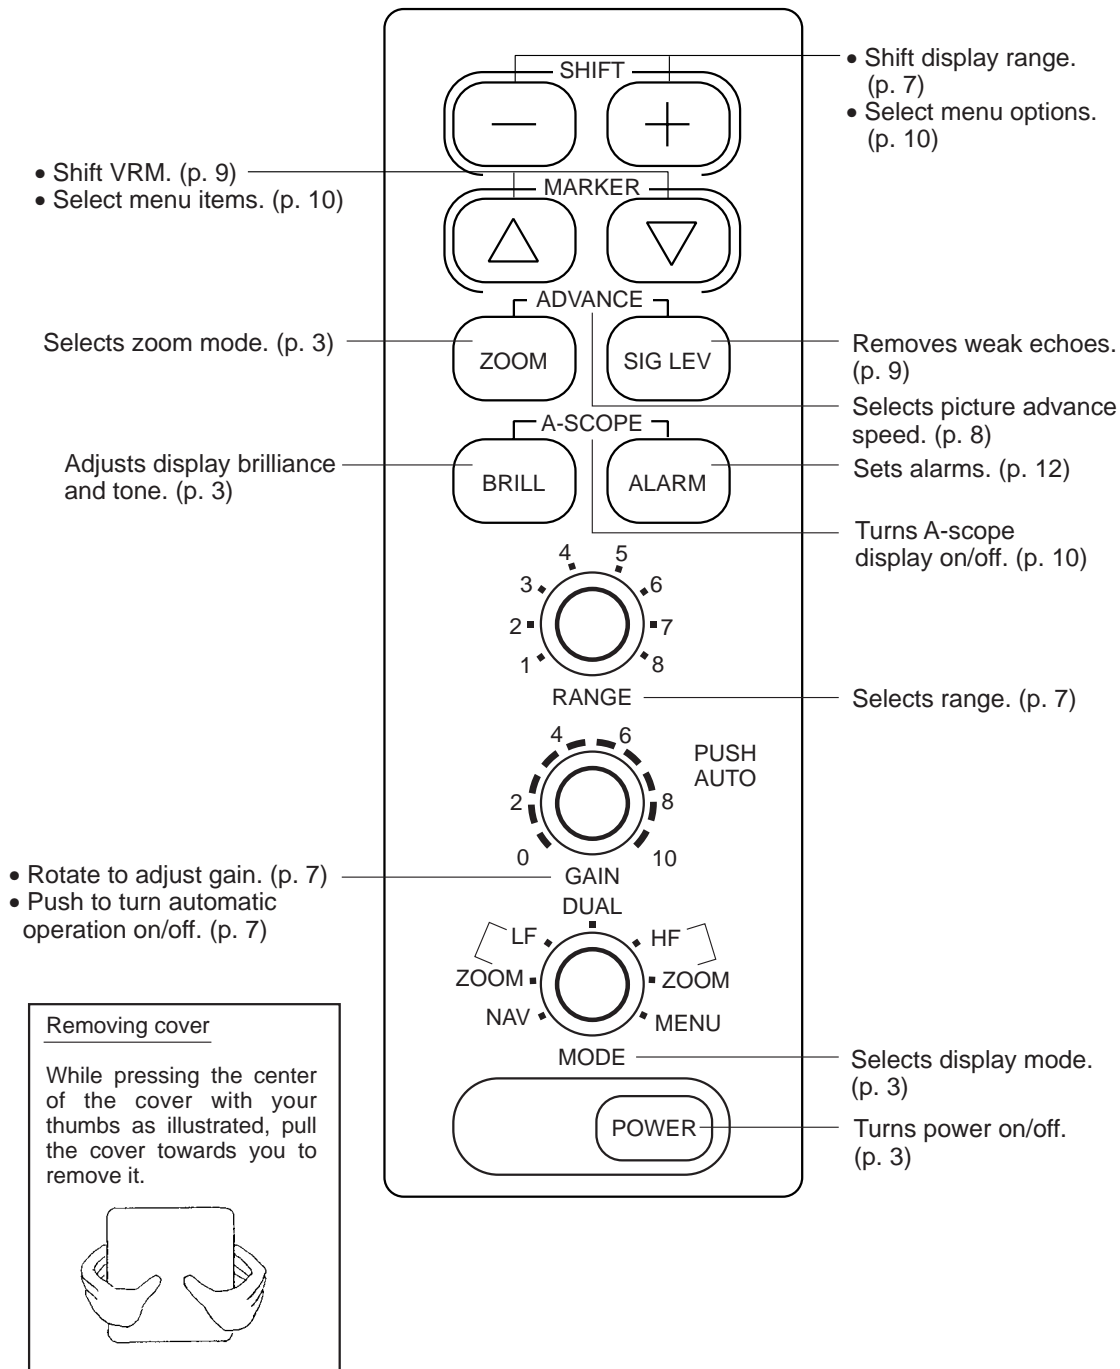 SHIFT
• Shift display range.
(p. 7)
• Select menu options.
(p. 10)
• Shift VRM. (p. 9)
• Select menu items. (p. 10)
MARKER
ADVANCE
Selects zoom mode. (p. 3)
ZOOM
SIG LEV
Removes weak echoes.
(p. 9)
Selects picture advance
speed. (p. 8)
A-SCOPE
Adjusts display brilliance
and tone. (p. 3)
BRILL
ALARM
Sets alarms. (p. 12)
Turns A-scope
display on/off. (p. 10)
4 5
3 6
2 7
1 8
RANGE
Selects range. (p. 7)
4 6
PUSH
AUTO
2 8
0 10
• Rotate to adjust gain. (p. 7)
• Push to turn automatic
operation on/off. (p. 7)
GAIN
DUAL
LF HF
ZOOM ZOOM
NAV MENU
MODE
Selects display mode.
(p. 3)
POWER
Turns power on/off.
(p. 3)
Removing cover
While pressing the center
of the cover with your
thumbs as illustrated, pull
the cover towards you to
remove it.